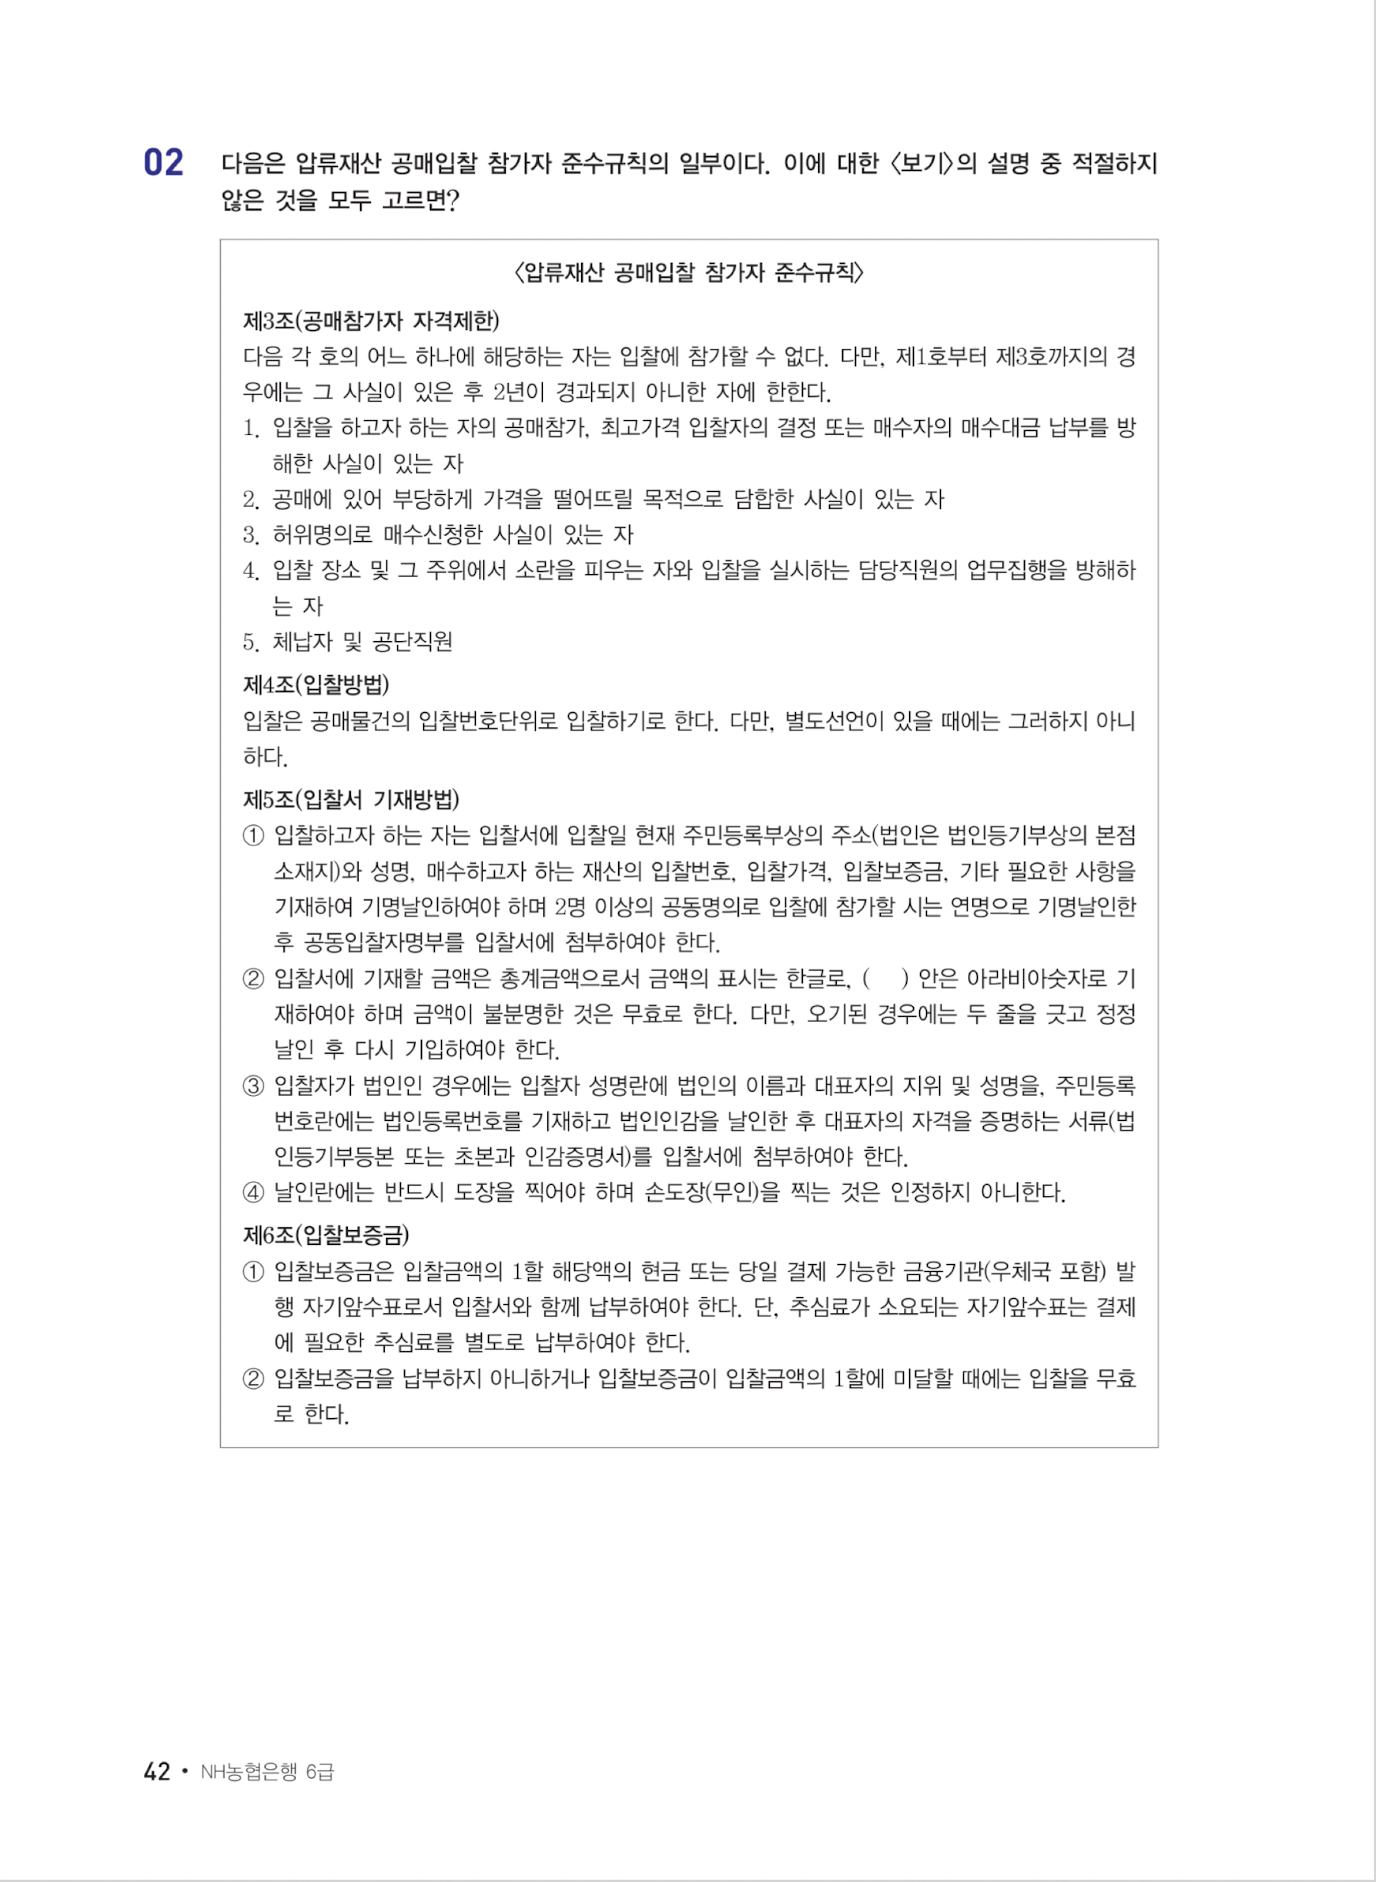 02 다음은 압류재산 공매입찰 참가자 준수규칙의 일부이다. 이에 대한 〈보기〉의 설명 중 적절하지
않은 것을 모두 고르면?
〈압류재산 공매입찰 참가자 준수규칙〉
제3조(공매참가자 자격제한)
다음 각 호의 어느 하나에 해당하는 자는 입찰에 참가할 수 없다. 다만, 제1호부터 제3호까지의 경
우에는 그 사실이 있은 후 2년이 경과되지 아니한 자에 한한다.
1. 입찰을 하고자 하는 자의 공매참가, 최고가격 입찰자의 결정 또는 매수자의 매수대금 납부를 방
해한 사실이 있는 자
2. 공매에 있어 부당하게 가격을 떨어뜨릴 목적으로 담합한 사실이 있는 자
3. 허위명의로 매수신청한 사실이 있는 자
4. 입찰 장소 및 그 주위에서 소란을 피우는 자와 입찰을 실시하는 담당직원의 업무집행을 방해하
는 자
5. 체납자 및 공단직원
제4조(입찰방법)
입찰은 공매물건의 입찰번호단위로 입찰하기로 한다. 다만, 별도선언이 있을 때에는 그러하지 아니
하다.
제5조(입찰서 기재방법)
① 입찰하고자 하는 자는 입찰서에 입찰일 현재 주민등록부상의 주소(법인은 법인등기부상의 본점
소재지)와 성명, 매수하고자 하는 재산의 입찰번호, 입찰가격, 입찰보증금, 기타 필요한 사항을
기재하여 기명날인하여야 하며 2명 이상의 공동명의로 입찰에 참가할 시는 연명으로 기명날인한
후 공동입찰자명부를 입찰서에 첨부하여야 한다.
② 입찰서에 기재할 금액은 총계금액으로서 금액의 표시는 한글로, (    ) 안은 아라비아숫자로 기
재하여야 하며 금액이 불분명한 것은 무효로 한다. 다만, 오기된 경우에는 두 줄을 긋고 정정
날인 후 다시 기입하여야 한다.
③ 입찰자가 법인인 경우에는 입찰자 성명란에 법인의 이름과 대표자의 지위 및 성명을, 주민등록
번호란에는 법인등록번호를 기재하고 법인인감을 날인한 후 대표자의 자격을 증명하는 서류(법
인등기부등본 또는 초본과 인감증명서)를 입찰서에 첨부하여야 한다.
④ 날인란에는 반드시 도장을 찍어야 하며 손도장(무인)을 찍는 것은 인정하지 아니한다.
제6조(입찰보증금)
① 입찰보증금은 입찰금액의 1할 해당액의 현금 또는 당일 결제 가능한 금융기관(우체국 포함) 발
행 자기앞수표로서 입찰서와 함께 납부하여야 한다. 단, 추심료가 소요되는 자기앞수표는 결제
에 필요한 추심료를 별도로 납부하여야 한다.
② 입찰보증금을 납부하지 아니하거나 입찰보증금이 입찰금액의 1할에 미달할 때에는 입찰을 무효
로 한다.
42 • NH농협은행 6급